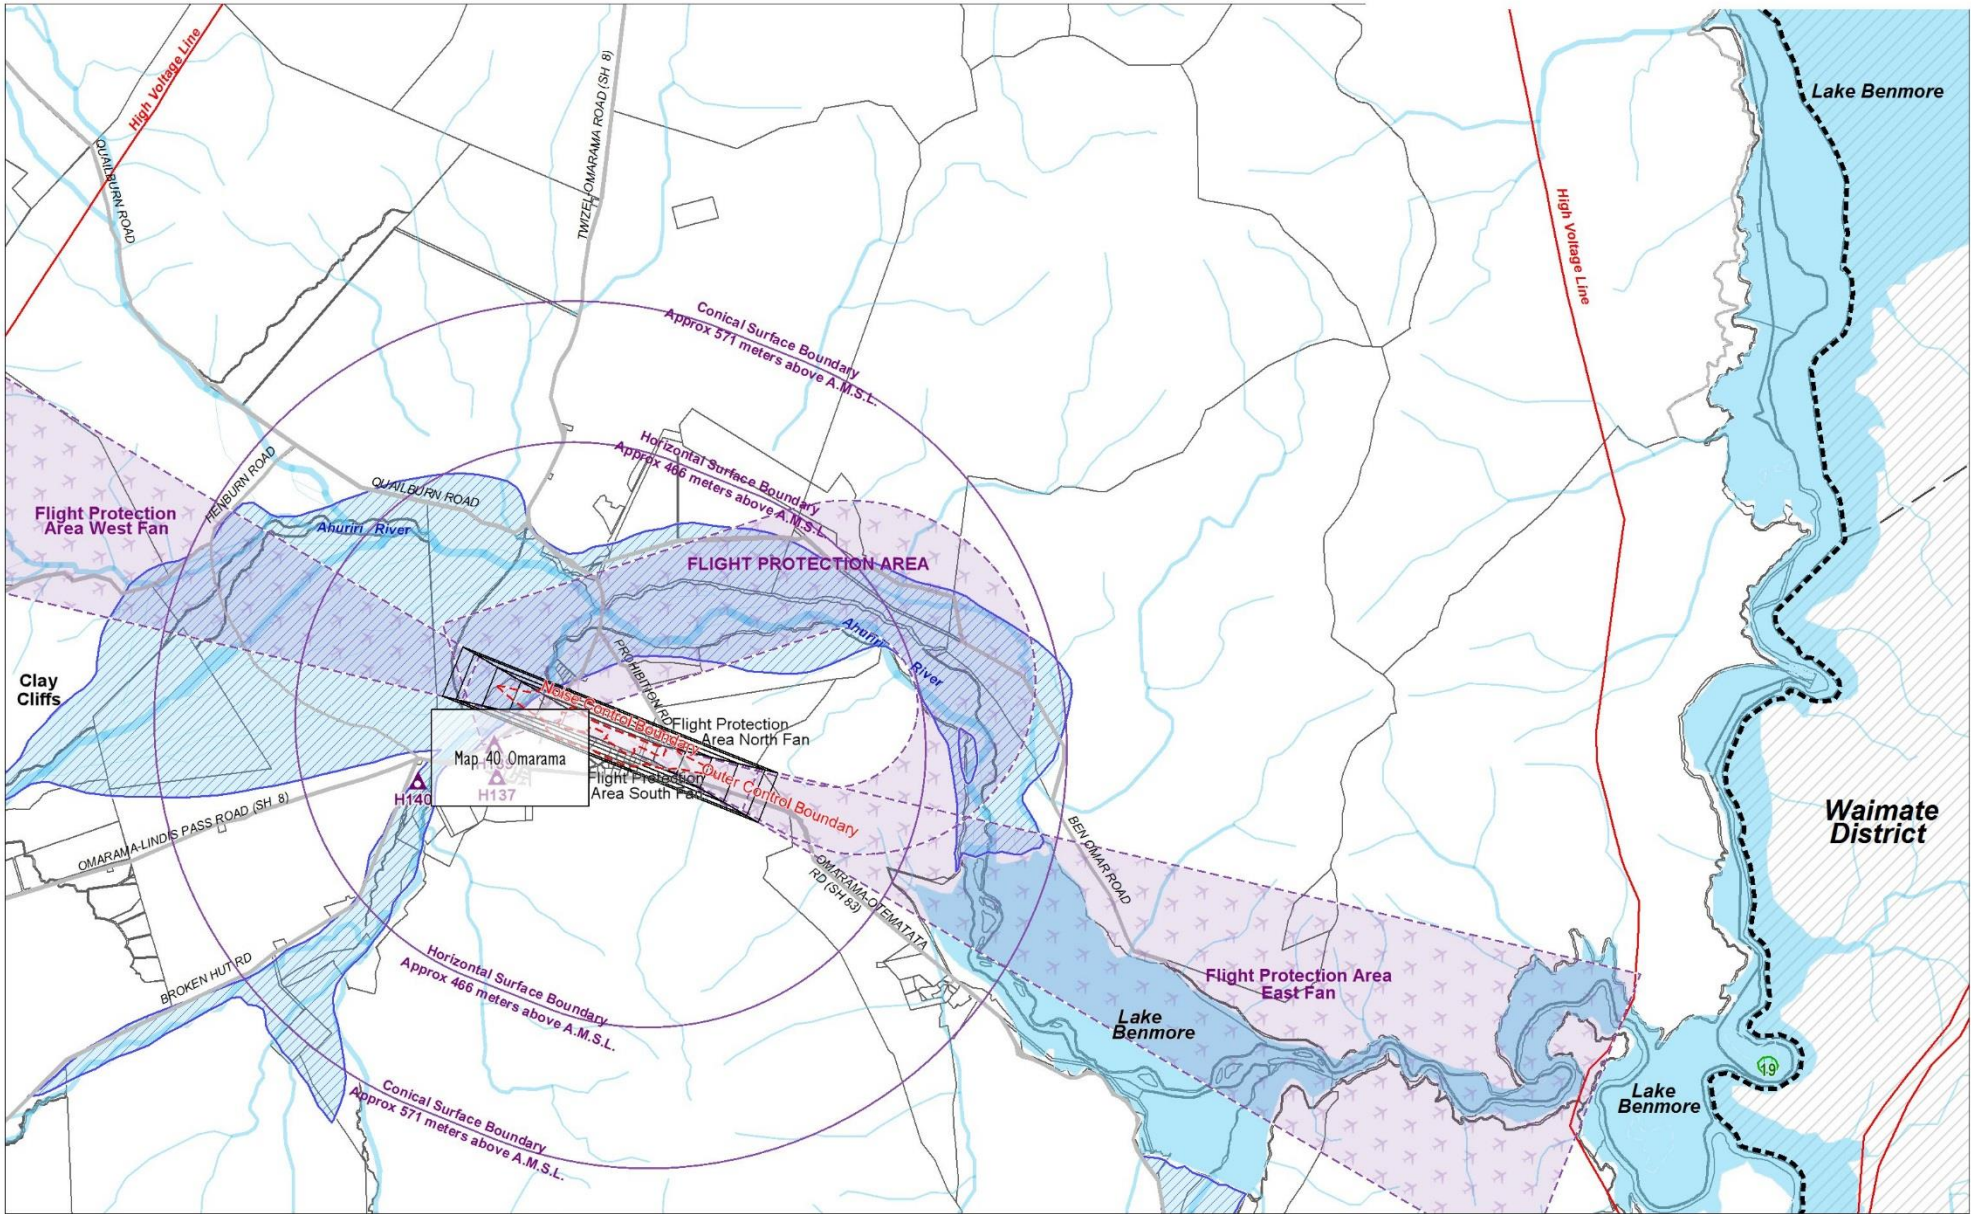 High Voltage Line
QUAILBURN ROAD
TWIZEL-OMARAMA ROAD (SH 8)
Lake Benmore
High Voltage Line
Conical Surface Boundary
Approx 571 meters above A.M.S.L.
Horizontal Surface Boundary
Approx 466 meters above A.M.S.L.
HENBURN ROAD
QUAILBURN ROAD
Flight Protection
Area West Fan
Ahuriri River
FLIGHT PROTECTION AREA
Ahuriri River
PROHIBITION RD
Clay
Cliffs
Noise Control Boundary
Flight Protection
Area North Fan
Map 40 Omarama
Flight Protection
Area South Fan
Outer Control Boundary
H140
H137
OMARAMA-LINDIS PASS ROAD (SH 8)
Waimate
District
BEN OMAR ROAD
OMARAMA-OTEMATATA
RD (SH 83)
BROKEN HUT RD
Horizontal Surface Boundary
Approx 466 meters above A.M.S.L.
Flight Protection Area
East Fan
Lake
Benmore
19
Lake
Benmore
Conical Surface Boundary
Approx 571 meters above A.M.S.L.